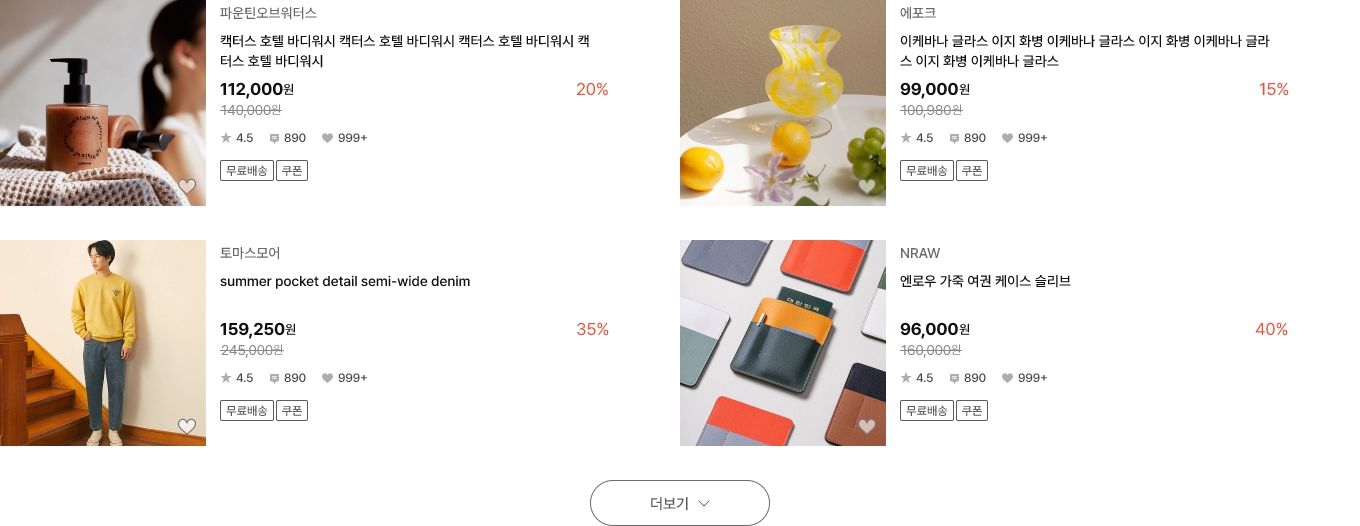 파운틴오브워터스
캑터스 호텔 바디워시 캑터스 호텔 바디워시 캑터스 호텔 바디워시 캑
터스 호텔 바디워시
112,000원
20%
140,000원
4.5 890 999+
무료배송 쿠폰
에포크
이케바나 글라스 이지 화병 이케바나 글라스 이지 화병 이케바나 글라
스 이지 화병 이케바나 글라스
99,000원
15%
100,980원
4.5 890 999+
무료배송 쿠폰
토마스모어
summer pocket detail semi-wide denim
159,250원
35%
245,000원
4.5 890 999+
무료배송 쿠폰
NRAW
엔로우 가죽 여권 케이스 슬리브
96,000원
40%
160,000원
4.5 890 999+
무료배송 쿠폰
더보기